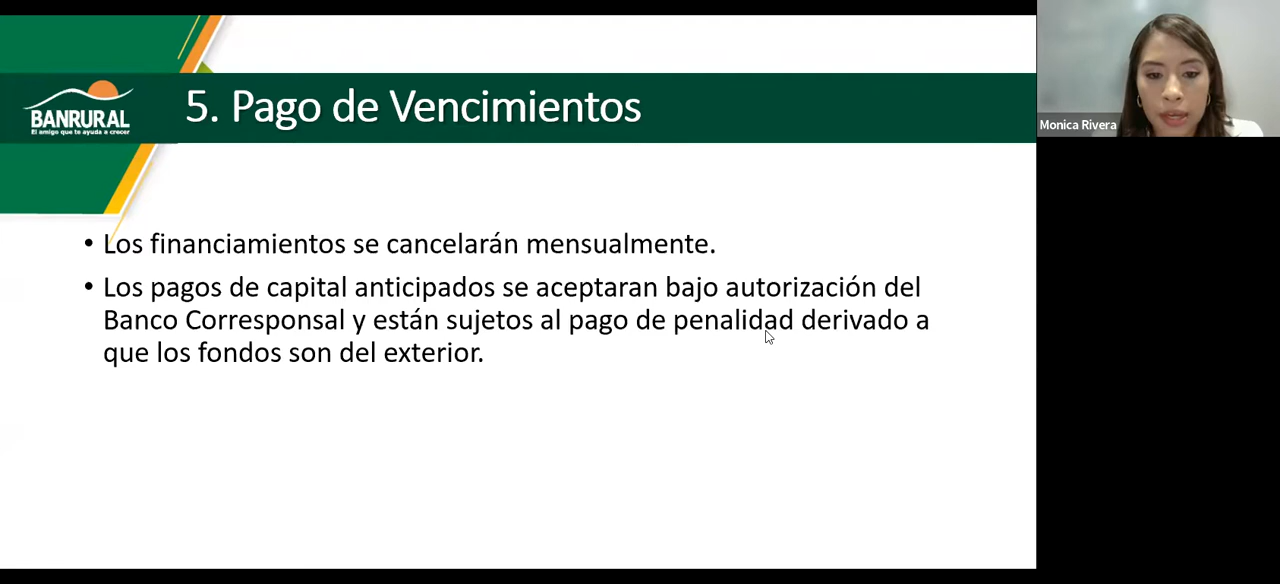 BANRURAL
El amigo que te ayuda a crecer
5. Pago de Vencimientos
Monica Rivera
• Los financiamientos se cancelarán mensualmente.
• Los pagos de capital anticipados se aceptaran bajo autorización del
Banco Corresponsal y están sujetos al pago de penalidad derivado a
que los fondos son del exterior.